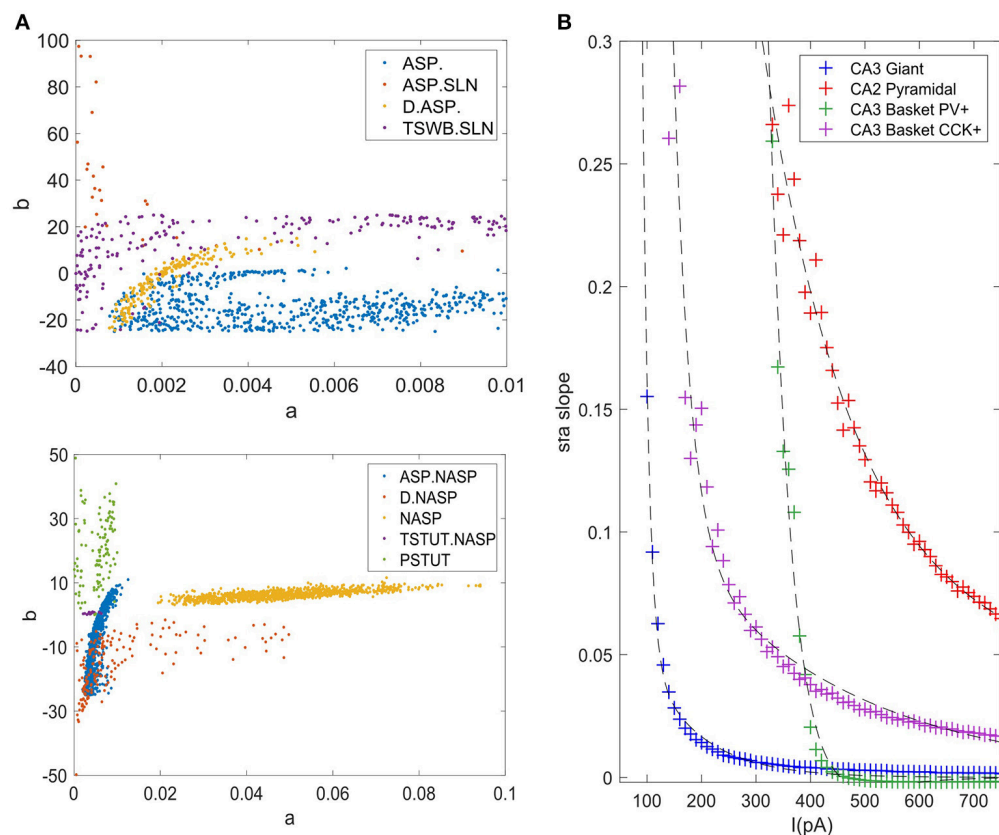 A
100
80
60
40
20
0
-20
-40
b
0
0.002
0.004
0.006
0.008
0.01
a
ASP.
ASP.SLN
D.ASP.
TSWB.SLN
50
30
10
-10
-30
-50
b
0
0.02
0.04
0.06
0.08
0.1
a
ASP.NASP
D.NASP
NASP
TSTUT.NASP
PSTUT
B
0.3
0.25
0.2
0.15
0.1
0.05
0
sta slope
100
200
300
400
500
600
700
I(pA)
CA3 Giant
CA2 Pyramidal
CA3 Basket PV+
CA3 Basket CCK+